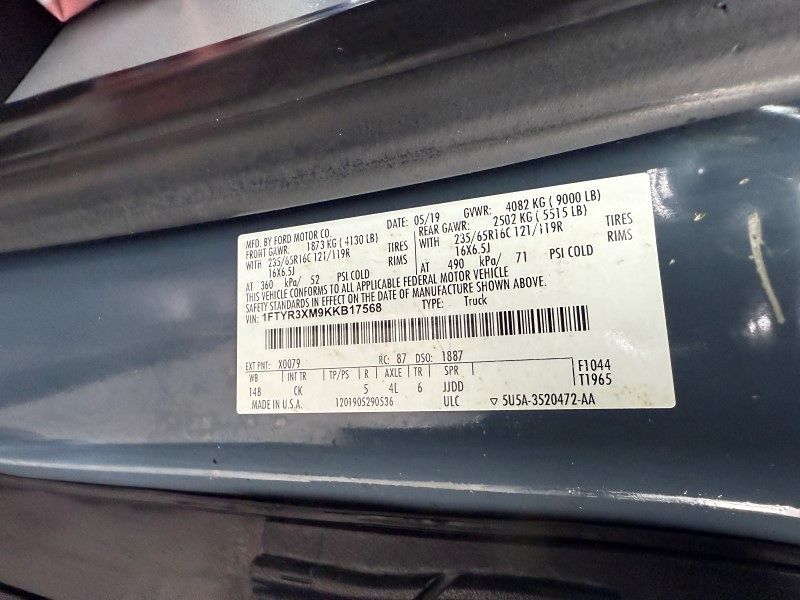 MFD. BY FORD MOTOR CO.
DATE: 05/19
GVWR: 4082 KG ( 9000 LB)
FRONT GAWR: 1873 KG ( 4130 LB)
REAR GAWR: 2502 KG ( 5515 LB)
WITH 235/65R16C 121/119R TIRES
WITH 235/65R16C 121/119R TIRES
16X6.5J RIMS
16X6.5J RIMS
AT 360 kPa/ 52 PSI COLD
AT 490 kPa/ 71 PSI COLD
THIS VEHICLE CONFORMS TO ALL APPLICABLE FEDERAL MOTOR VEHICLE
SAFETY STANDARDS IN EFFECT ON THE DATE OF MANUFACTURE SHOWN ABOVE.
VIN: 1FTYR3XM9KKB17568
TYPE: Truck
EXT PNT: X0079 RC: 87 DSO: 1887
WB INT TR TP/PS R AXLE TR SPR F1044
148 CK 5 4L 6 JJDD T1965
MADE IN U.S.A. 1201905290536 ULC ▽ 5U5A-3520472-AA